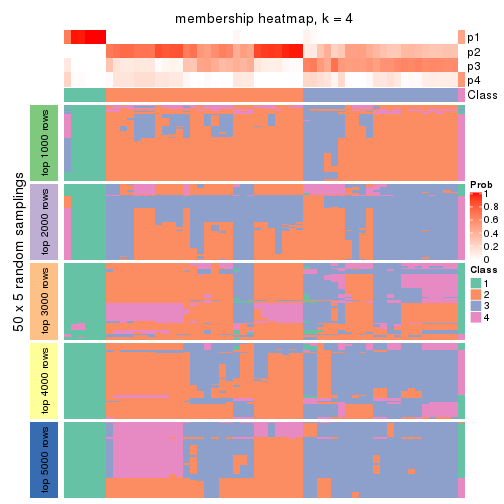 membership heatmap, k = 4
p1
p2
p3
p4
Class
50 x 5 random samplings
top 1000 rows
top 2000 rows
top 3000 rows
top 4000 rows
top 5000 rows
Prob
1
0.8
0.6
0.4
0.2
0
Class
1
2
3
4